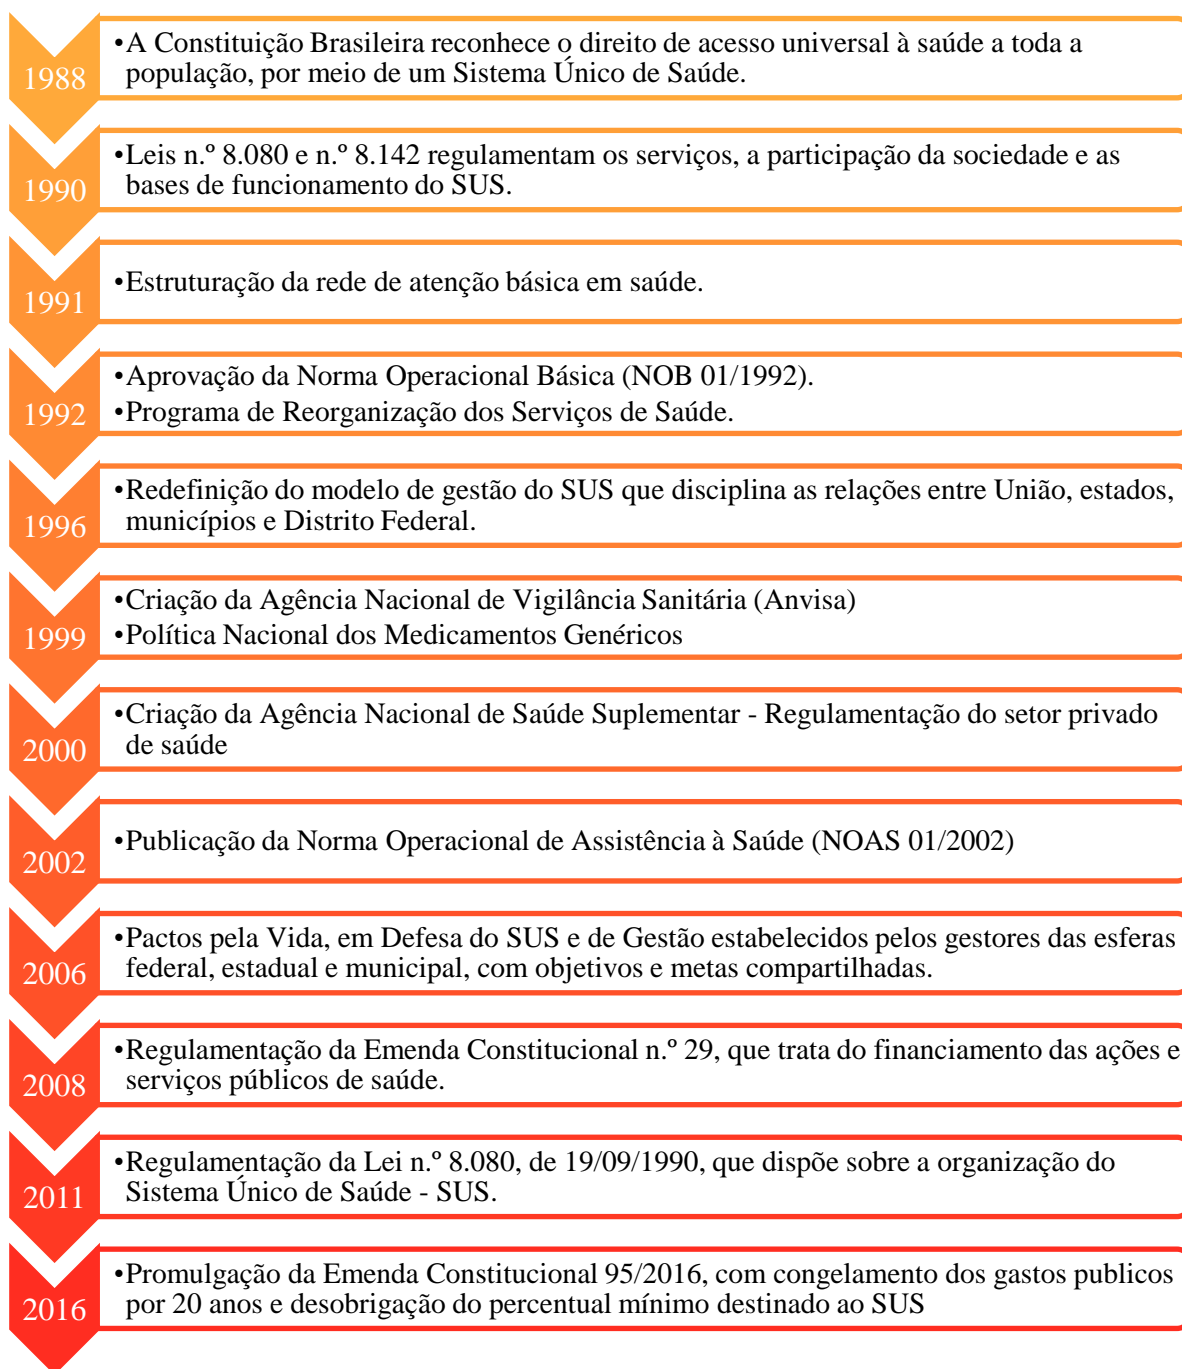 1988
•A Constituição Brasileira reconhece o direito de acesso universal à saúde a toda a
população, por meio de um Sistema Único de Saúde.
1990
•Leis n.º 8.080 e n.º 8.142 regulamentam os serviços, a participação da sociedade e as
bases de funcionamento do SUS.
1991
•Estruturação da rede de atenção básica em saúde.
1992
•Aprovação da Norma Operacional Básica (NOB 01/1992).
•Programa de Reorganização dos Serviços de Saúde.
1996
•Redefinição do modelo de gestão do SUS que disciplina as relações entre União, estados,
municípios e Distrito Federal.
1999
•Criação da Agência Nacional de Vigilância Sanitária (Anvisa)
•Política Nacional dos Medicamentos Genéricos
2000
•Criação da Agência Nacional de Saúde Suplementar - Regulamentação do setor privado
de saúde
2002
•Publicação da Norma Operacional de Assistência à Saúde (NOAS 01/2002)
2006
•Pactos pela Vida, em Defesa do SUS e de Gestão estabelecidos pelos gestores das esferas
federal, estadual e municipal, com objetivos e metas compartilhadas.
2008
•Regulamentação da Emenda Constitucional n.º 29, que trata do financiamento das ações e
serviços públicos de saúde.
2011
•Regulamentação da Lei n.º 8.080, de 19/09/1990, que dispõe sobre a organização do
Sistema Único de Saúde - SUS.
2016
•Promulgação da Emenda Constitucional 95/2016, com congelamento dos gastos publicos
por 20 anos e desobrigação do percentual mínimo destinado ao SUS